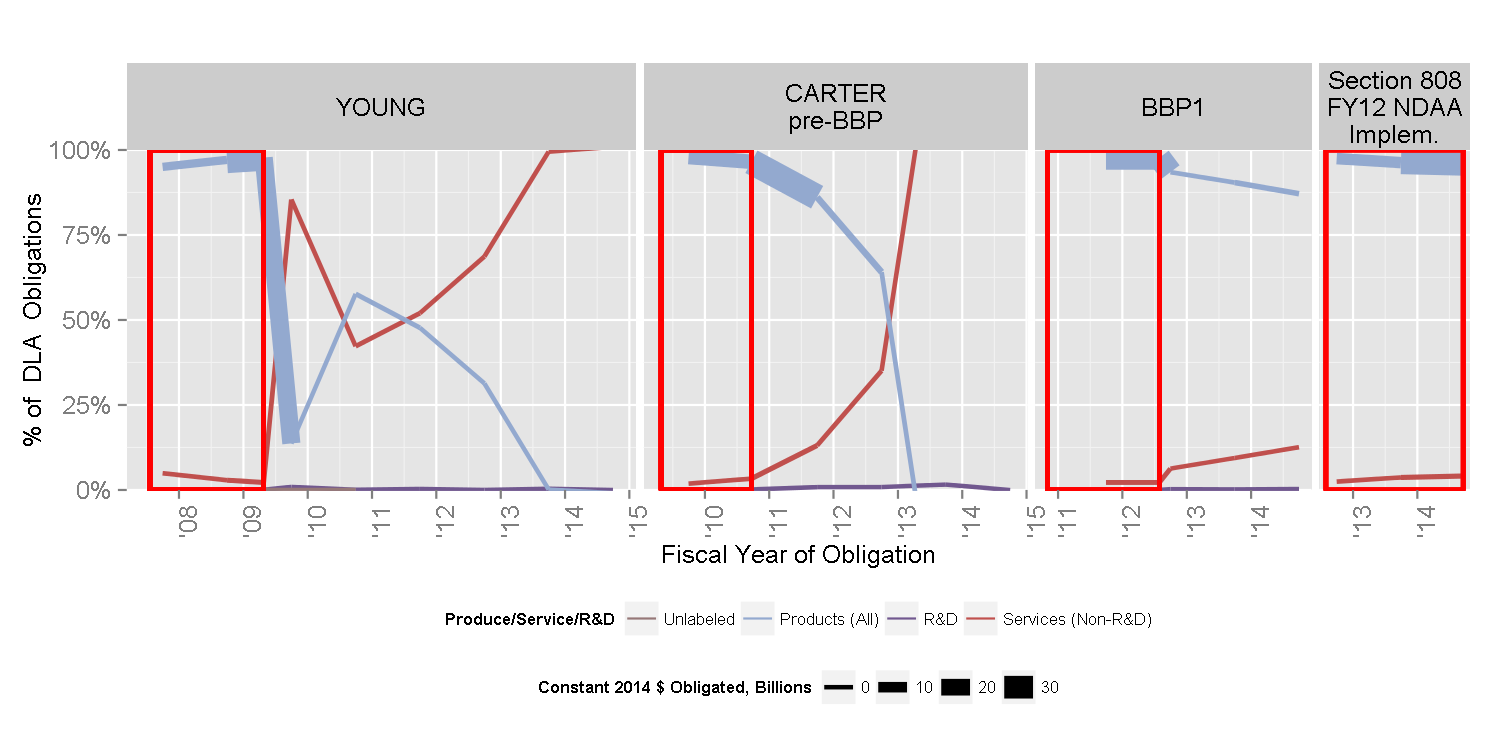 YOUNG
CARTER
pre-BBP
BBP1
Section 808
FY12 NDAA
Implem.
100%
75%
50%
25%
0%
% of  DLA  Obligations
'08 '09 '10 '11 '12 '13 '14 '15
'10 '11 '12 '13 '14 '15
'11 '12 '13 '14
'13 '14
Fiscal Year of Obligation
Produce/Service/R&D Unlabeled Products (All) R&D Services (Non-R&D)
Constant 2014 $ Obligated, Billions 0 10 20 30